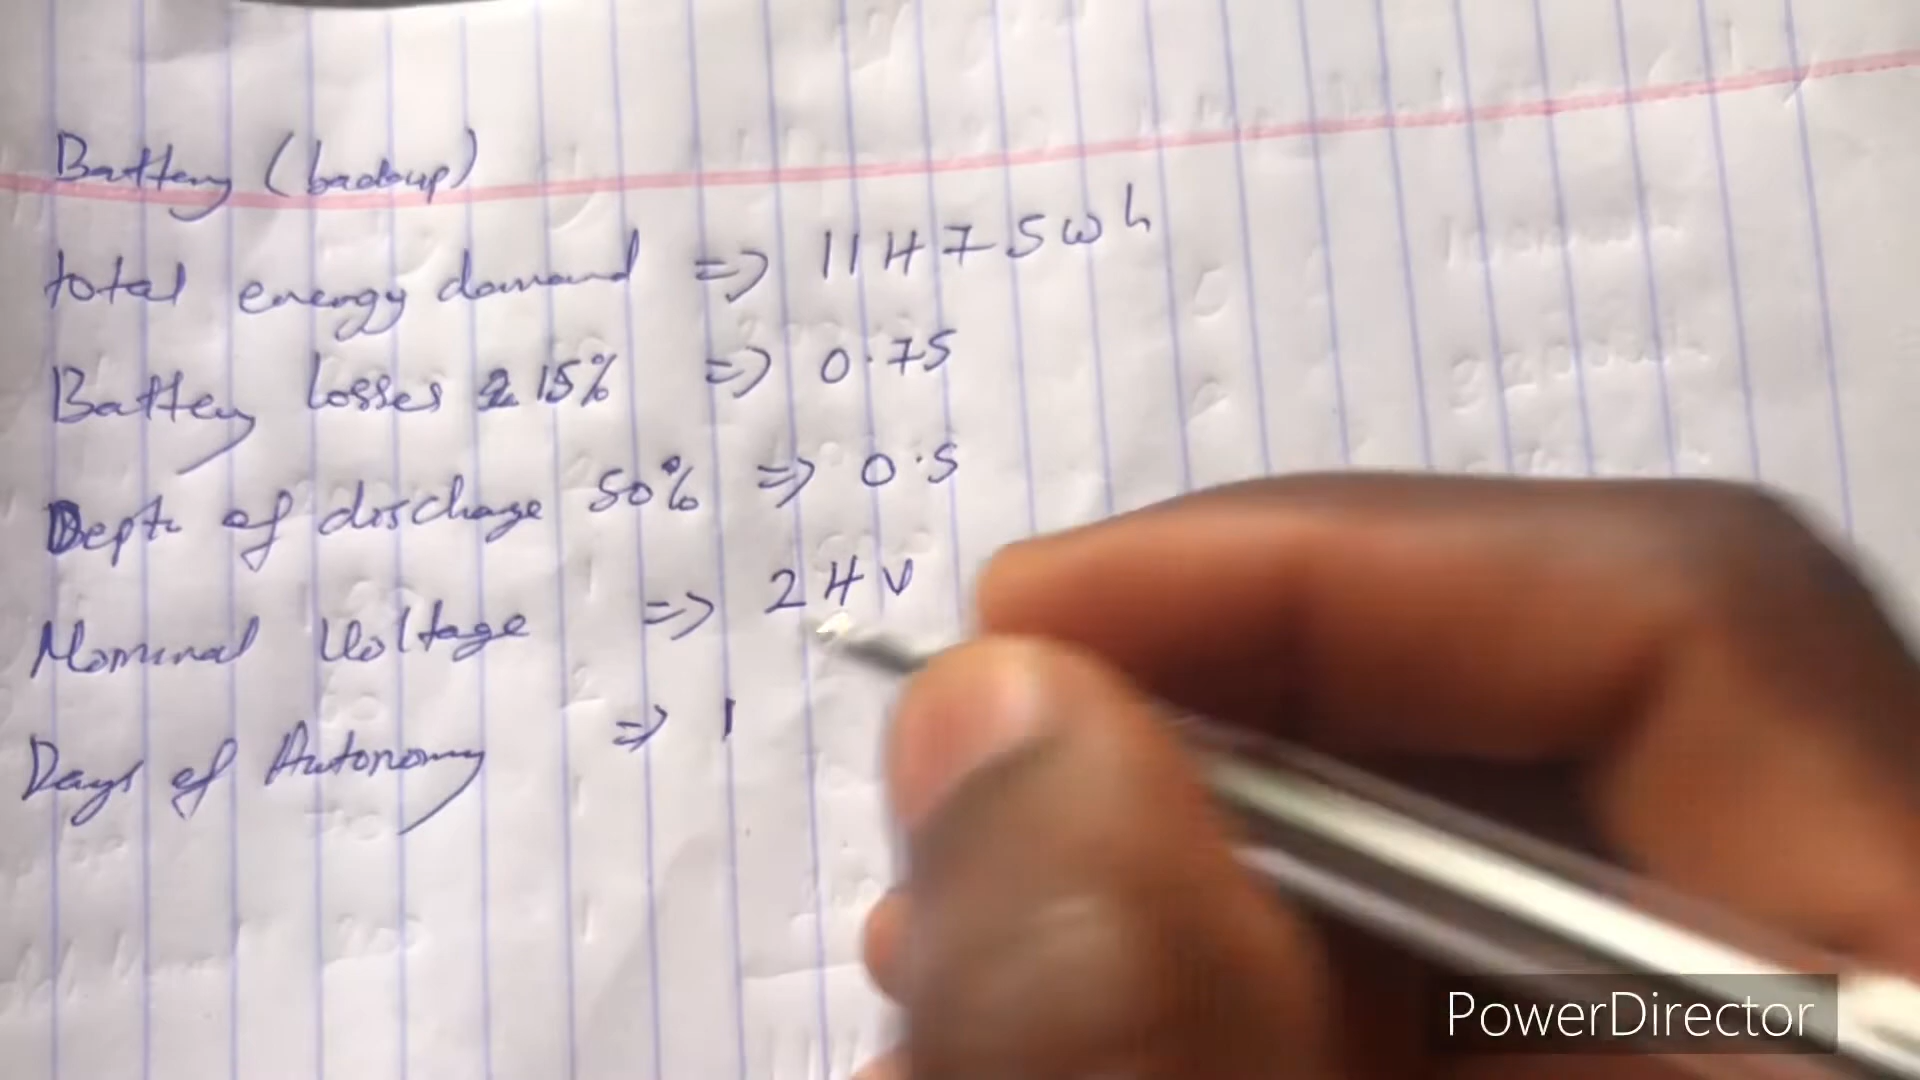 Battery (backup)
total energy demand => 11475wh
Battery losses 15% => 0.75
Depth of discharge 50% => 0.5
Nominal Voltage => 24V
Days of Autonomy => 1
PowerDirector